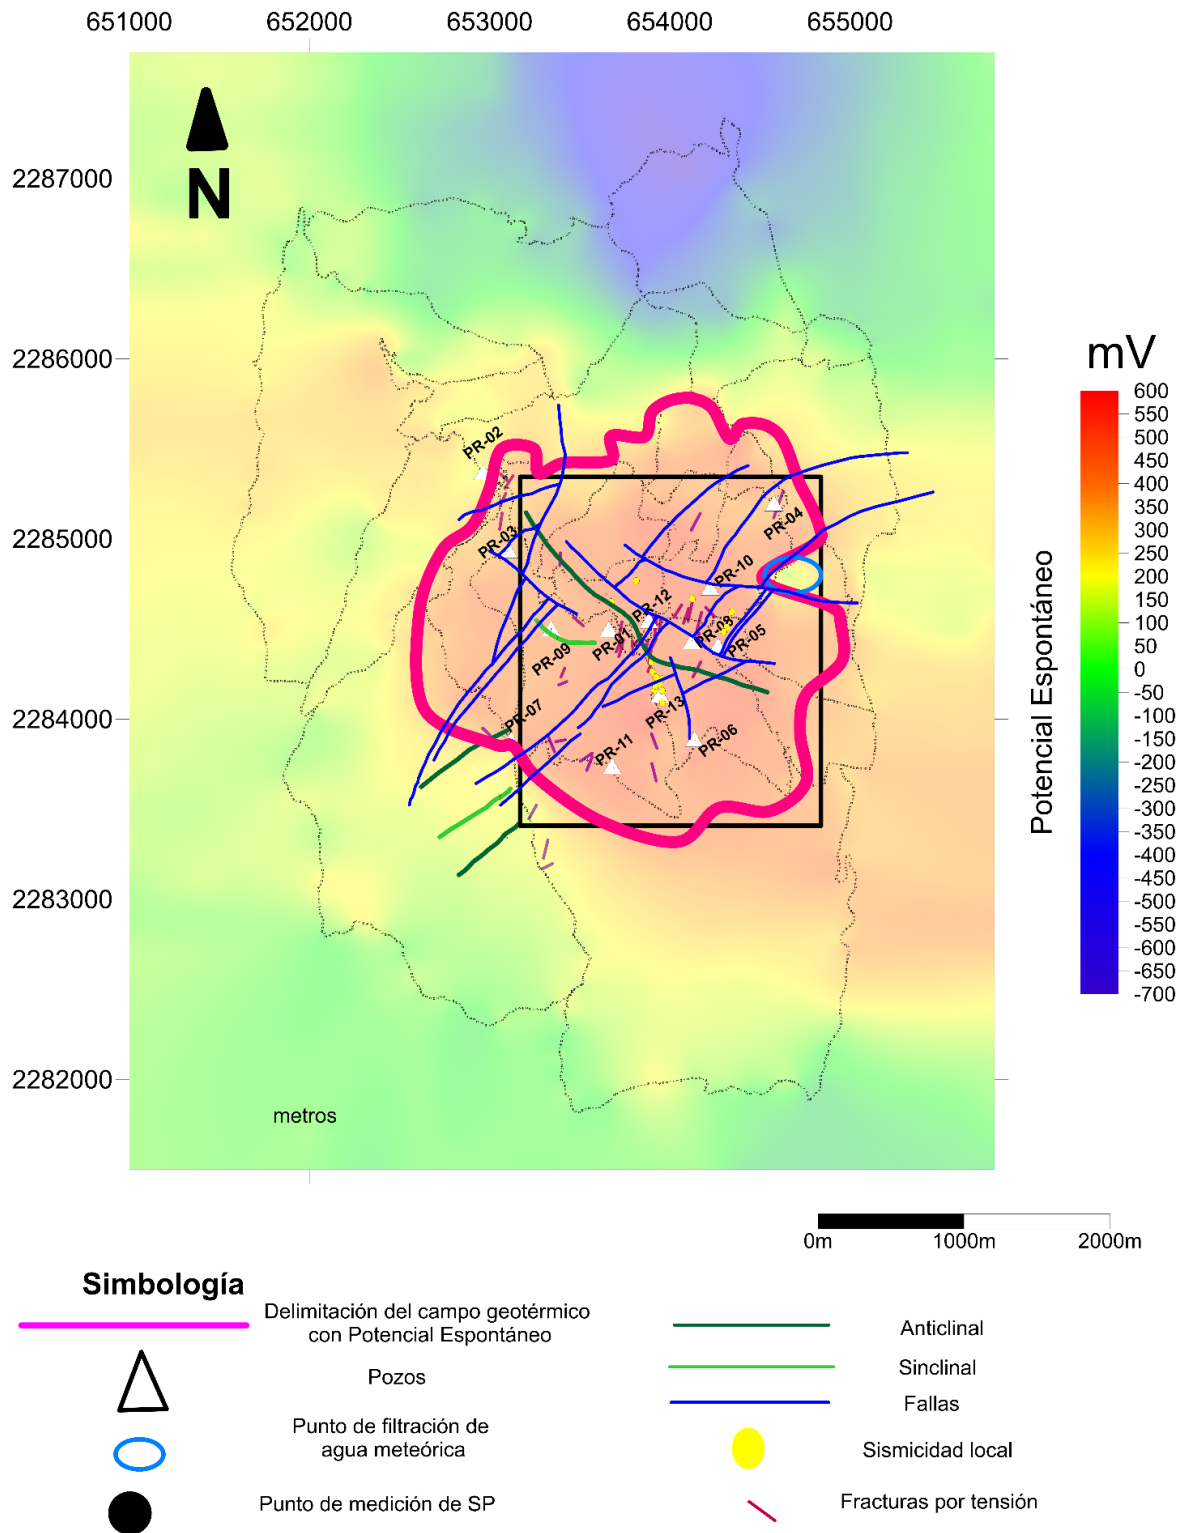 651000 652000 653000 654000 655000
2287000
2286000
2285000
2284000
2283000
2282000
N
PR-02
PR-03
PR-04
PR-10
PR-12
PR-08
PR-05
PR-01
PR-09
PR-07
PR-13
PR-06
PR-11
metros
mV
Potencial Espontáneo
600
550
500
450
400
350
300
250
200
150
100
50
0
-50
-100
-150
-200
-250
-300
-350
-400
-450
-500
-550
-600
-650
-700
0m 1000m 2000m
Simbología
Delimitación del campo geotérmico
con Potencial Espontáneo
Pozos
Punto de filtración de
agua meteórica
Punto de medición de SP
Anticlinal
Sinclinal
Fallas
Sismicidad local
Fracturas por tensión